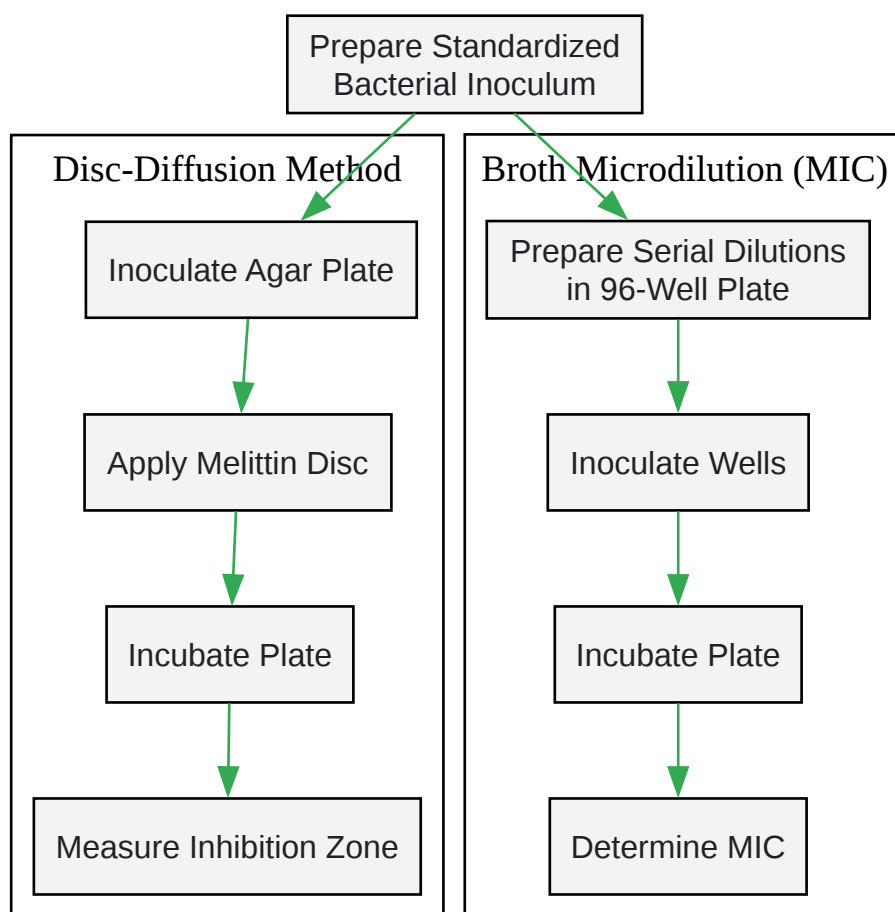 Prepare Standardized
Bacterial Inoculum
Disc-Diffusion Method
Inoculate Agar Plate
Apply Melittin Disc
Incubate Plate
Measure Inhibition Zone
Broth Microdilution (MIC)
Prepare Serial Dilutions
in 96-Well Plate
Inoculate Wells
Incubate Plate
Determine MIC